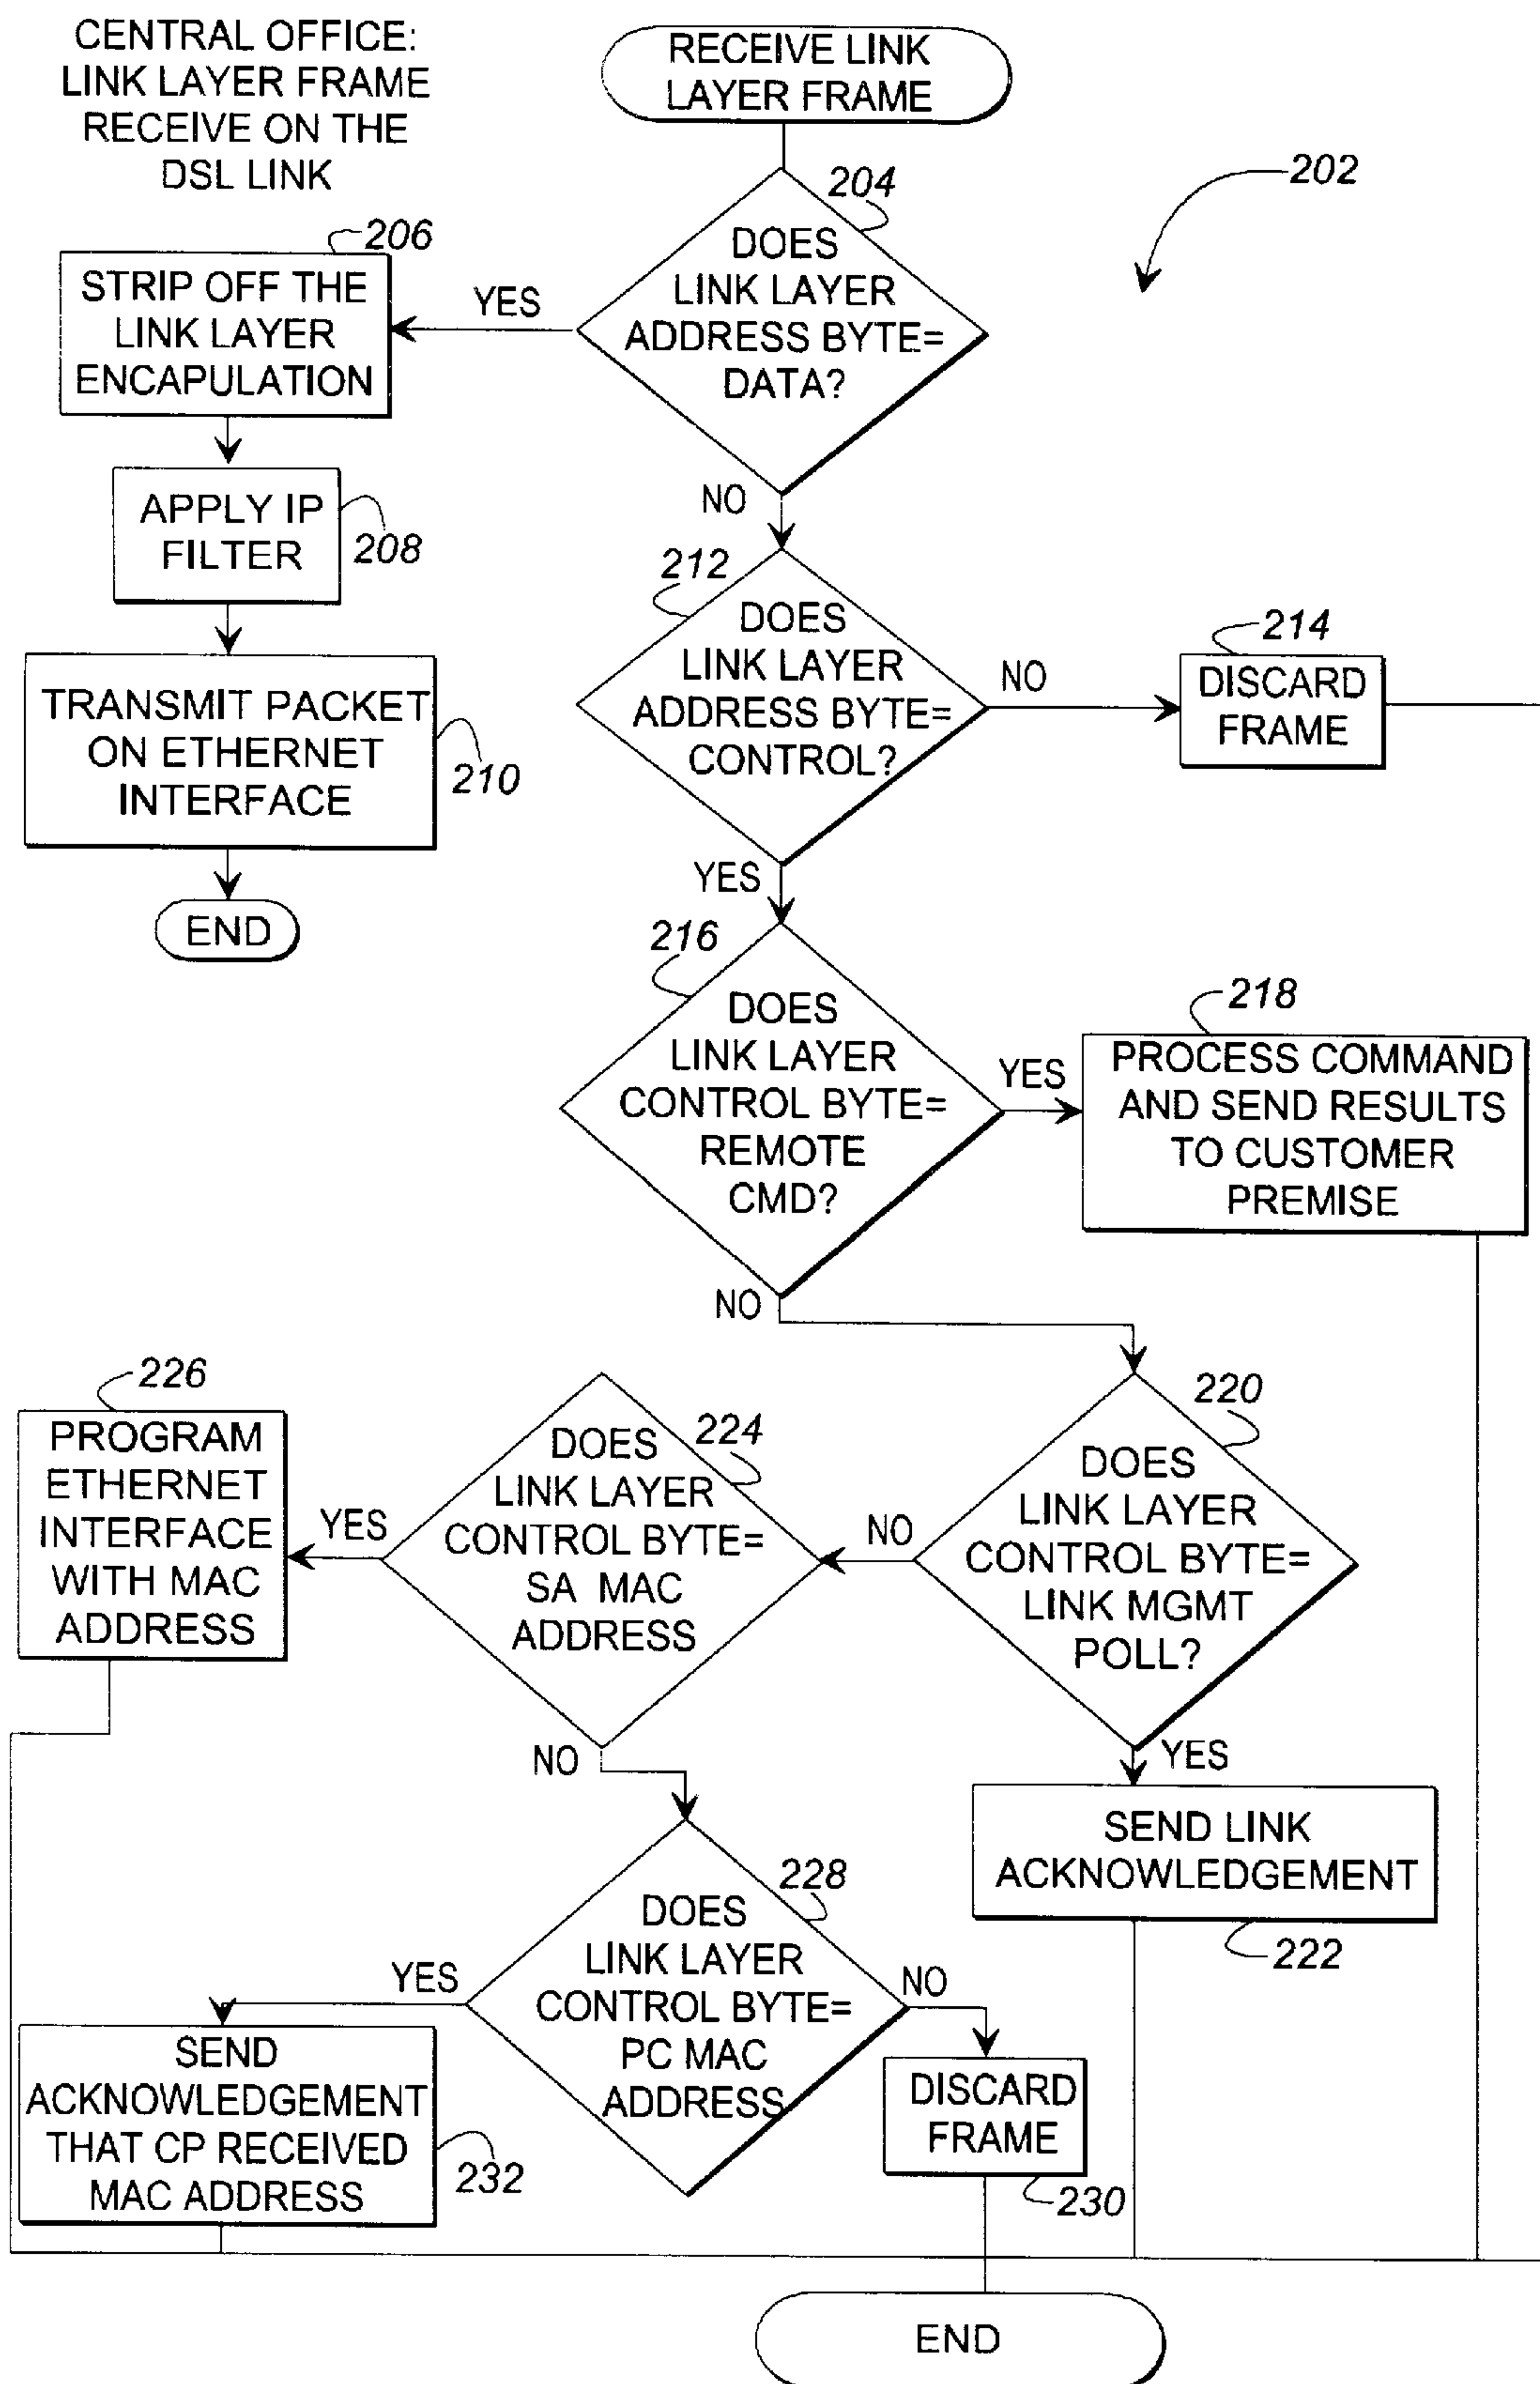 CENTRAL OFFICE:
LINK LAYER FRAME
RECEIVE ON THE
DSL LINK
RECEIVE LINK
LAYER FRAME
202
204
DOES
LINK LAYER
ADDRESS BYTE=
DATA?
YES
206
STRIP OFF THE
LINK LAYER
ENCAPULATION
APPLY IP
FILTER
208
TRANSMIT PACKET
ON ETHERNET
INTERFACE
210
END
NO
212
DOES
LINK LAYER
ADDRESS BYTE=
CONTROL?
NO
214
DISCARD
FRAME
YES
216
DOES
LINK LAYER
CONTROL BYTE=
REMOTE
CMD?
YES
218
PROCESS COMMAND
AND SEND RESULTS
TO CUSTOMER
PREMISE
NO
220
DOES
LINK LAYER
CONTROL BYTE=
LINK MGMT
POLL?
YES
SEND LINK
ACKNOWLEDGEMENT
222
NO
224
DOES
LINK LAYER
CONTROL BYTE=
SA MAC
ADDRESS
YES
226
PROGRAM
ETHERNET
INTERFACE
WITH MAC
ADDRESS
NO
228
DOES
LINK LAYER
CONTROL BYTE=
PC MAC
ADDRESS
NO
DISCARD
FRAME
230
YES
SEND
ACKNOWLEDGEMENT
THAT CP RECEIVED
MAC ADDRESS
232
END